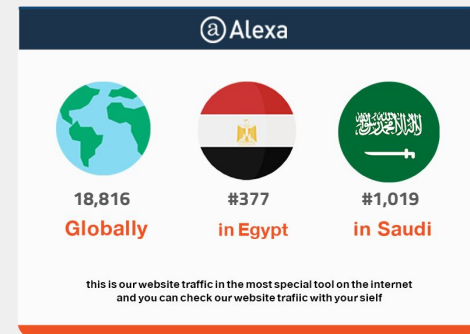 @Alexa
18,816 #377 #1,019
Globally in Egypt in Saudi
this is our website traffic in the most special tool on the internet
and you can check our website trafiic with your sielf